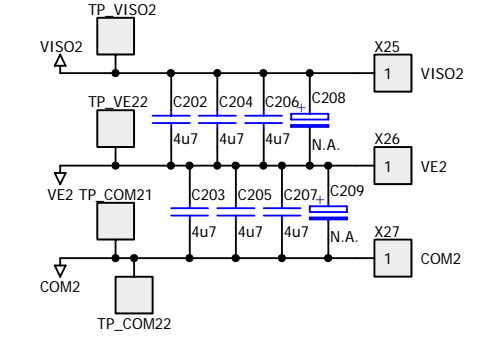 TP_VISO2
VISO2
X25
1
VISO2
TP_VE22
C202
C204
C206
C208
+
4u7
4u7
4u7
N.A.
X26
1
VE2
VE2
TP_COM21
C203
C205
C207
C209
+
4u7
4u7
4u7
N.A.
X27
1
COM2
COM2
TP_COM22